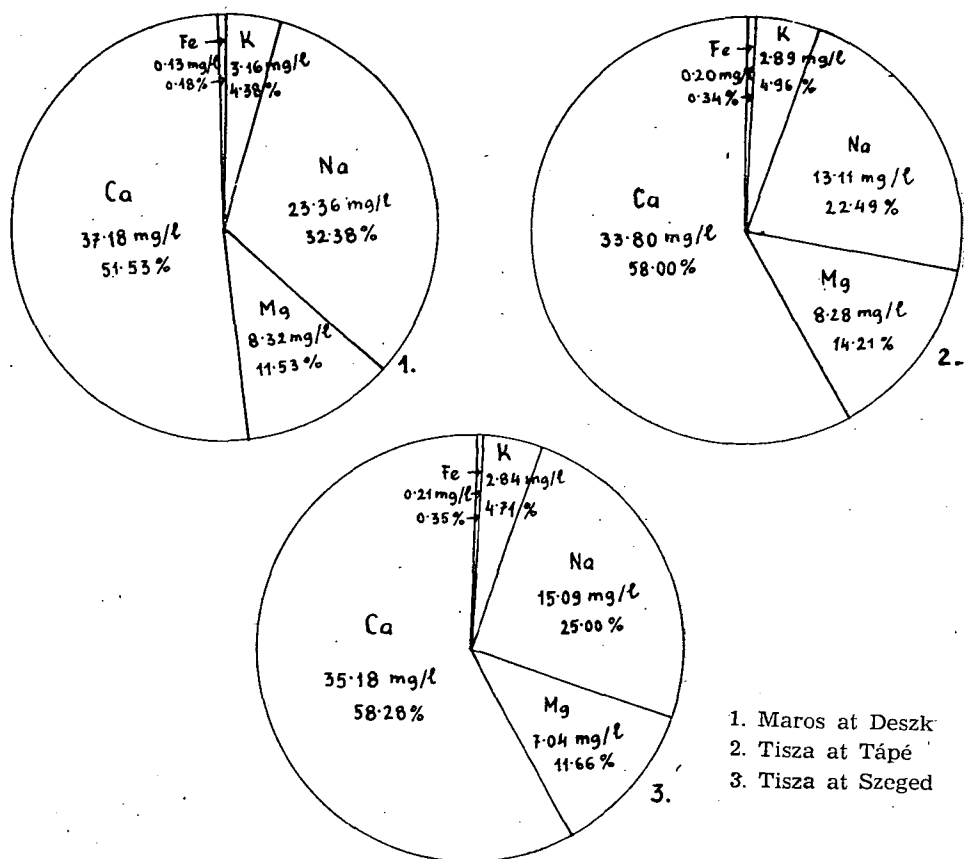 Fe
0·13 mg/l
0·18%
K
3·16 mg/l
4·38%
Na
23·36 mg/l
32·38%
Ca
37·18 mg/l
51·53%
Mg
8·32 mg/l
11·53%
1.
Fe
0·20 mg/l
0·34%
K
2·89 mg/l
4·96%
Na
13·11 mg/l
22·49%
Ca
33·80 mg/l
58·00%
Mg
8·28 mg/l
14·21%
2.
Fe
0·21 mg/l
0·35%
K
2·84 mg/l
4·71%
Na
15·09 mg/l
25·00%
Ca
35·18 mg/l
58·28%
Mg
7·04 mg/l
11·66%
3.
1. Maros at Deszk
2. Tisza at Tápé
3. Tisza at Szeged